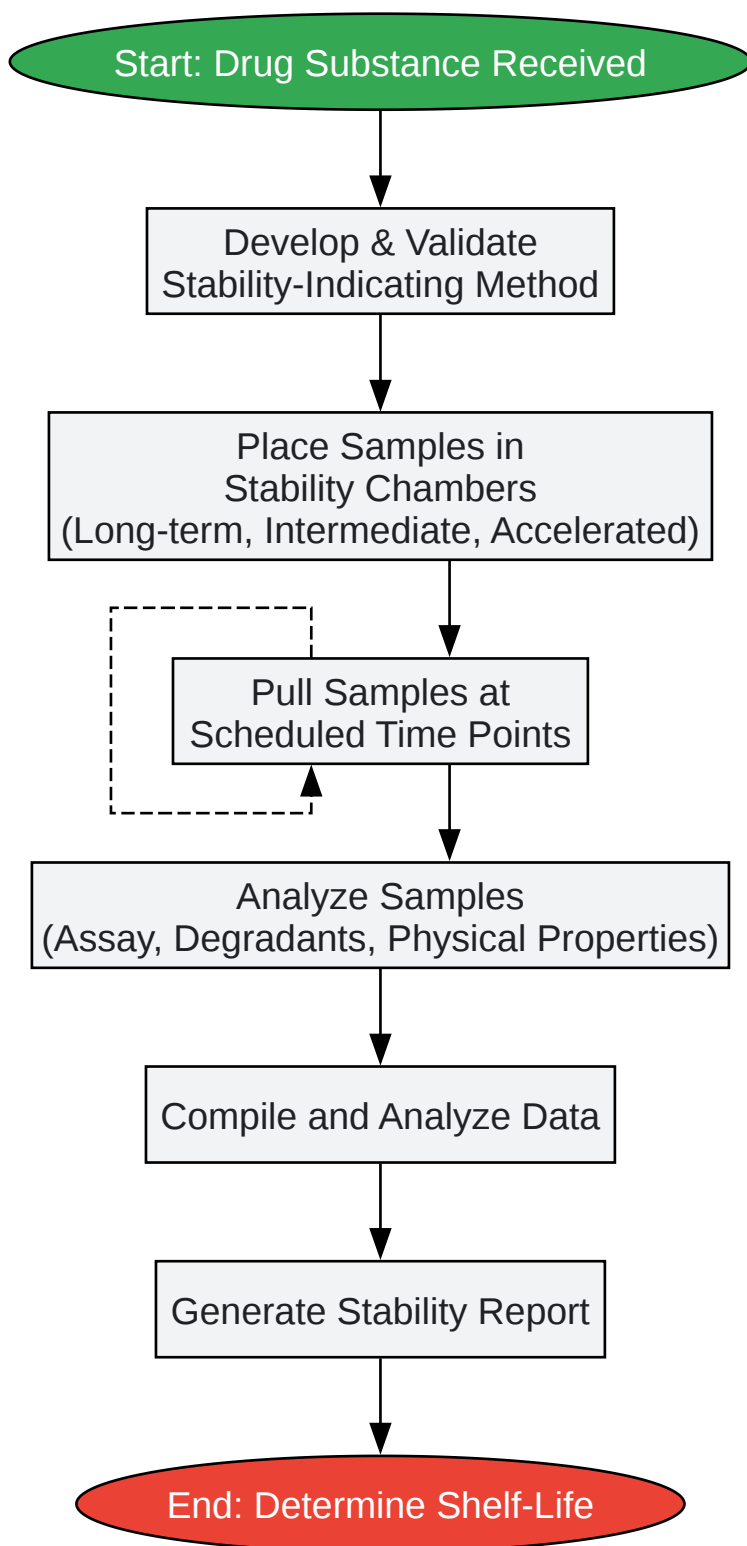 Start: Drug Substance Received
Develop & Validate
Stability-Indicating Method
Place Samples in
Stability Chambers
(Long-term, Intermediate, Accelerated)
Pull Samples at
Scheduled Time Points
Analyze Samples
(Assay, Degradants, Physical Properties)
Compile and Analyze Data
Generate Stability Report
End: Determine Shelf-Life